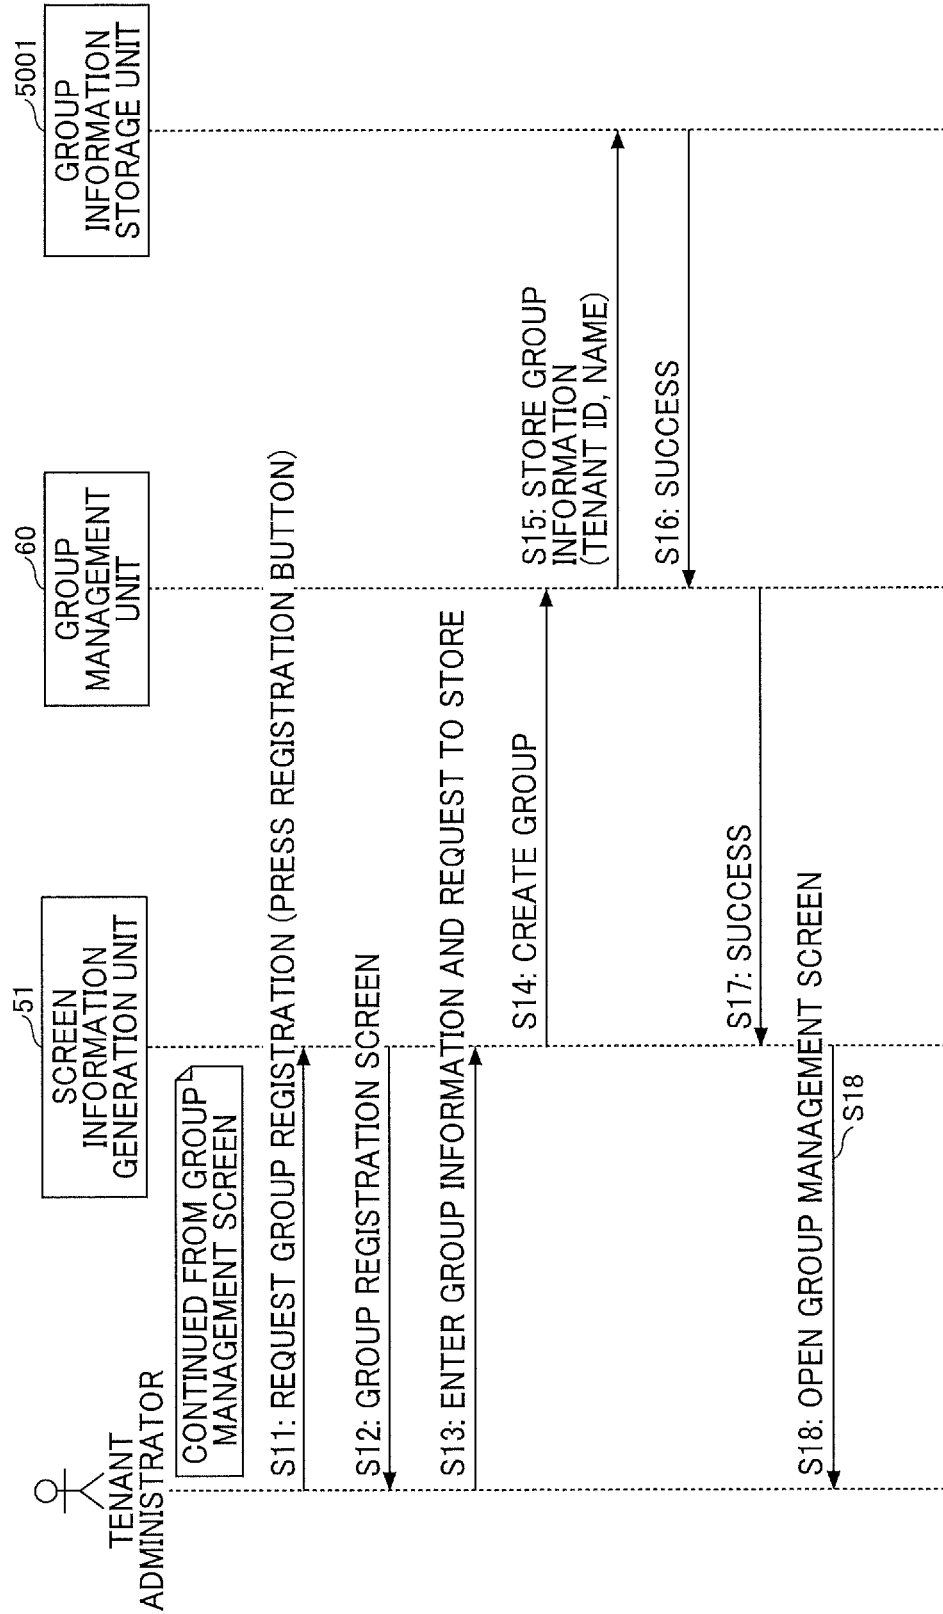 TENANT
ADMINISTRATOR
51
SCREEN
INFORMATION
GENERATION UNIT
60
GROUP
MANAGEMENT
UNIT
5001
GROUP
INFORMATION
STORAGE UNIT
CONTINUED FROM GROUP
MANAGEMENT SCREEN
S11: REQUEST GROUP REGISTRATION (PRESS REGISTRATION BUTTON)
S12: GROUP REGISTRATION SCREEN
S13: ENTER GROUP INFORMATION AND REQUEST TO STORE
S14: CREATE GROUP
S15: STORE GROUP
INFORMATION
(TENANT ID, NAME)
S16: SUCCESS
S17: SUCCESS
S18: OPEN GROUP MANAGEMENT SCREEN
S18